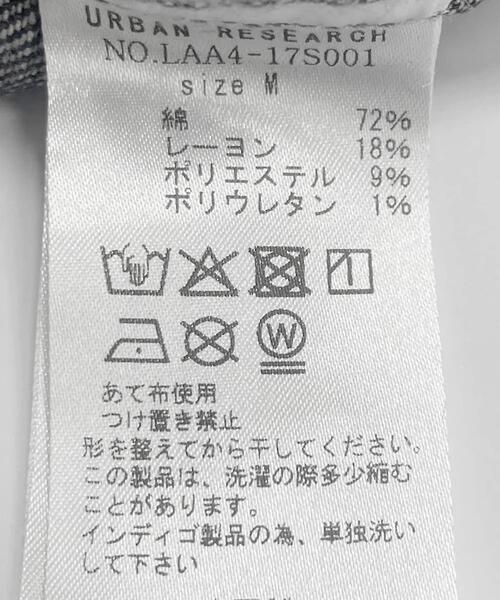 URBAN RESEARCH
NO.LAA4-17S001
size M
綿 72%
レーヨン 18%
ポリエステル 9%
ポリウレタン 1%
W
あて布使用
つけ置き禁止
形を整えてから干してください。
この製品は、洗濯の際多少縮む
ことがあります。
インディゴ製品の為、単独洗い
して下さい